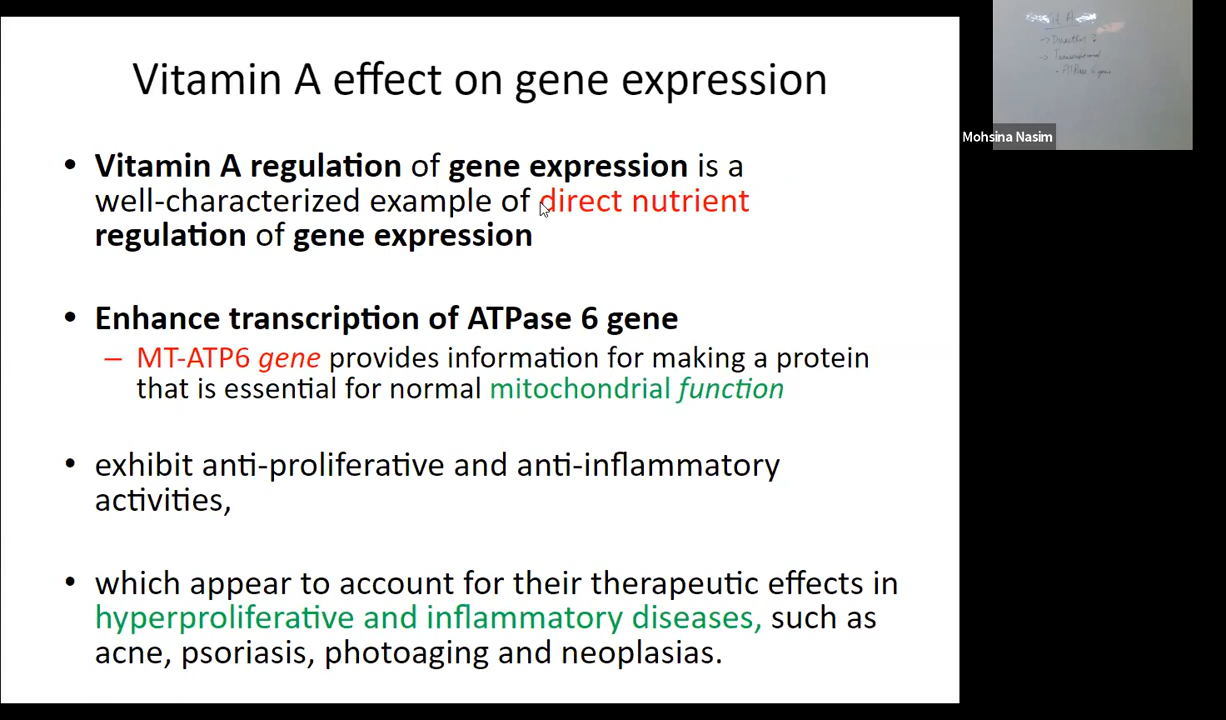 Vitamin A effect on gene expression
• Vitamin A regulation of gene expression is a
well-characterized example of direct nutrient
regulation of gene expression
• Enhance transcription of ATPase 6 gene
– MT-ATP6 gene provides information for making a protein
that is essential for normal mitochondrial function
• exhibit anti-proliferative and anti-inflammatory
activities,
• which appear to account for their therapeutic effects in
hyperproliferative and inflammatory diseases, such as
acne, psoriasis, photoaging and neoplasias.
A
ATPase 6 gene
Mohsina Nasim